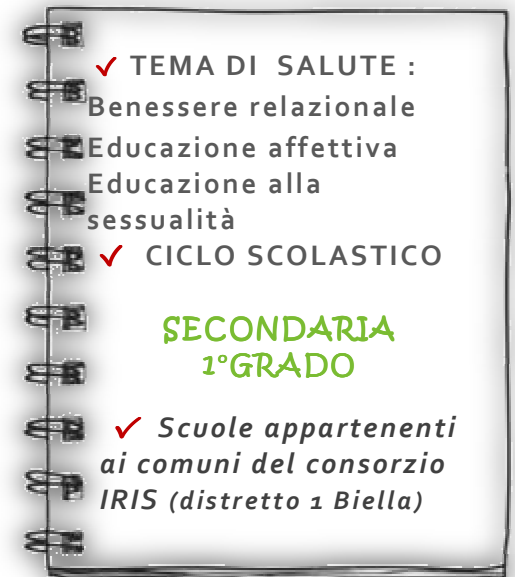 ✓ TEMA DI SALUTE :
Benessere relazionale
Educazione affettiva
Educazione alla
sessualità
✓ CICLO SCOLASTICO
SECONDARIA
1°GRADO
✓ Scuole appartenenti
ai comuni del consorzio
IRIS (distretto 1 Biella)